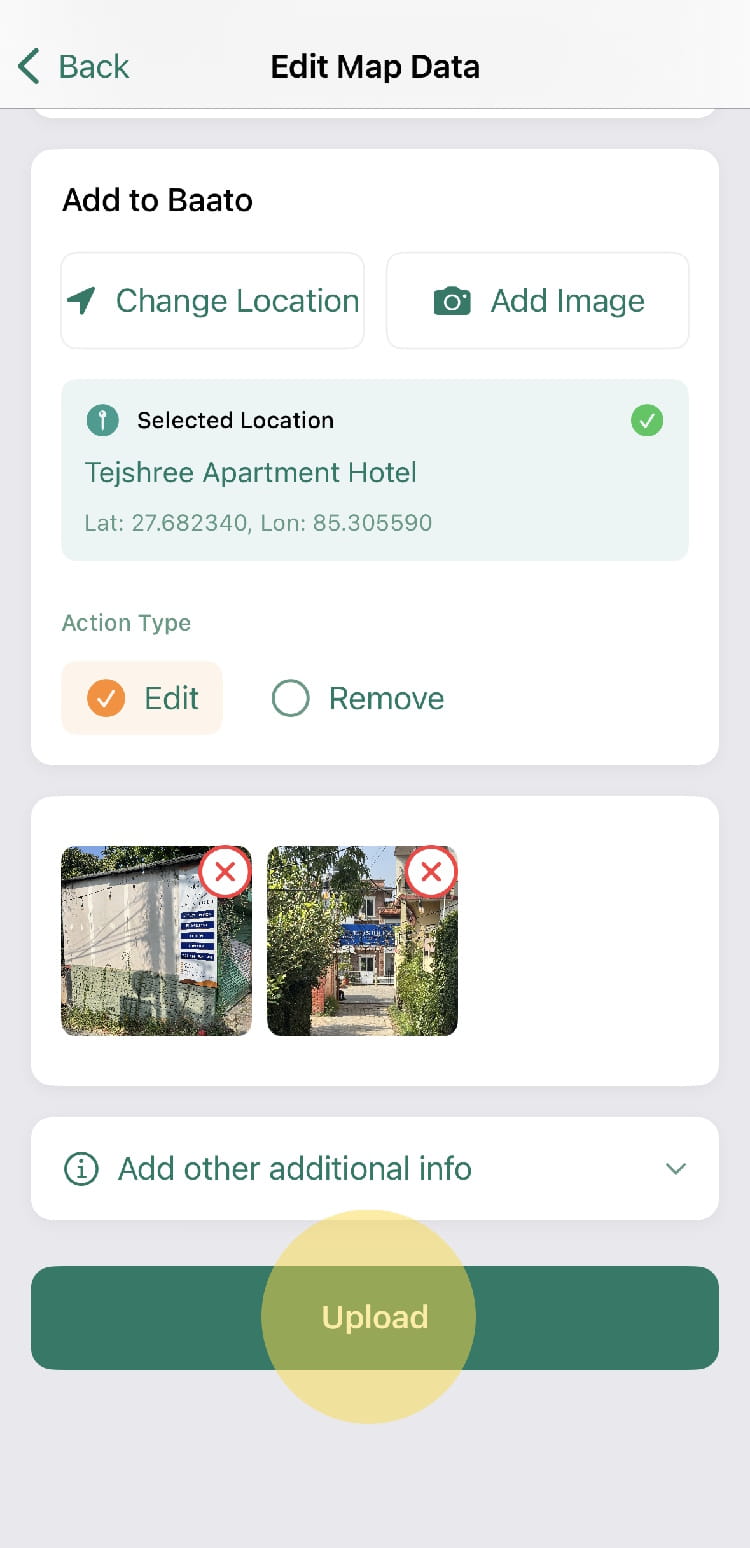 Back
Edit Map Data
Add to Baato
Change Location
Add Image
Selected Location
Tejshree Apartment Hotel
Lat: 27.682340, Lon: 85.305590
Action Type
Edit
Remove
Add other additional info
Upload